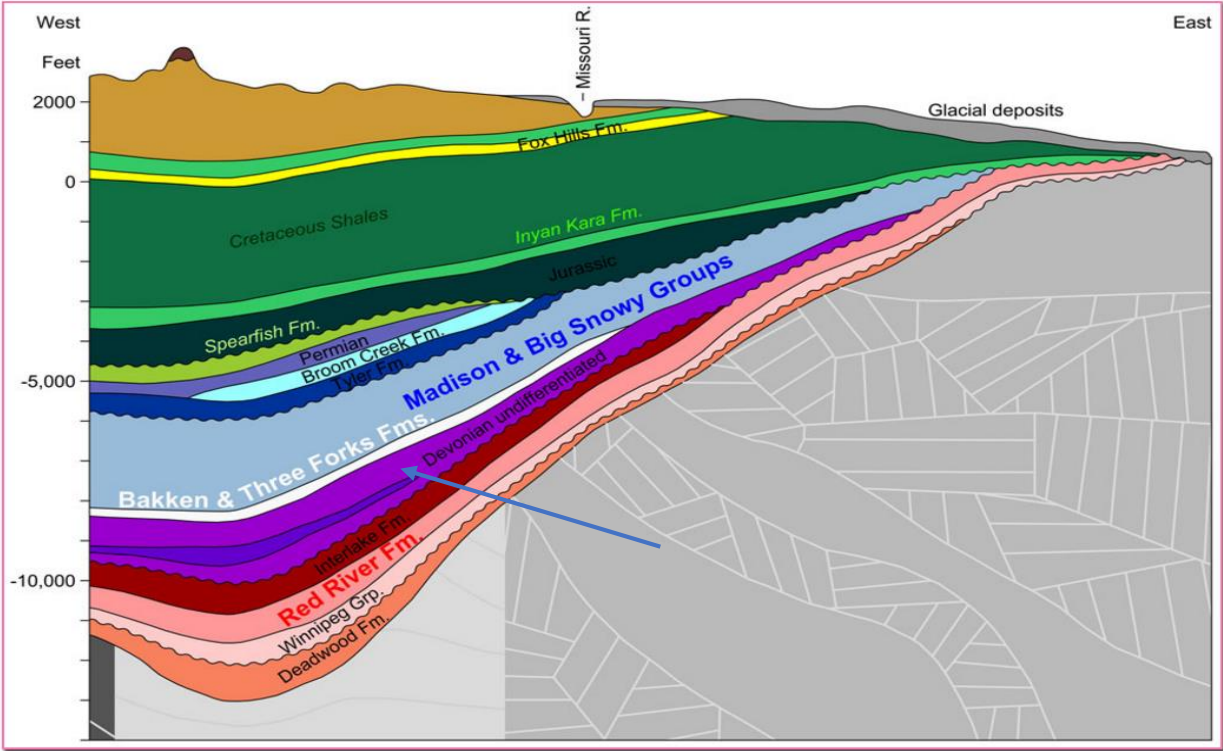 West
East
Feet
– Missouri R.
2000
Glacial deposits
Fox Hills Fm.
0
Cretaceous Shales
Inyan Kara Fm.
Jurassic
Spearfish Fm.
Permian
Broom Creek Fm.
Tyler Fm.
-5,000
Madison & Big Snowy Groups
Bakken & Three Forks Fms.
Devonian undifferentiated
-10,000
Interlake Fm.
Red River Fm.
Winnipeg Grp.
Deadwood Fm.